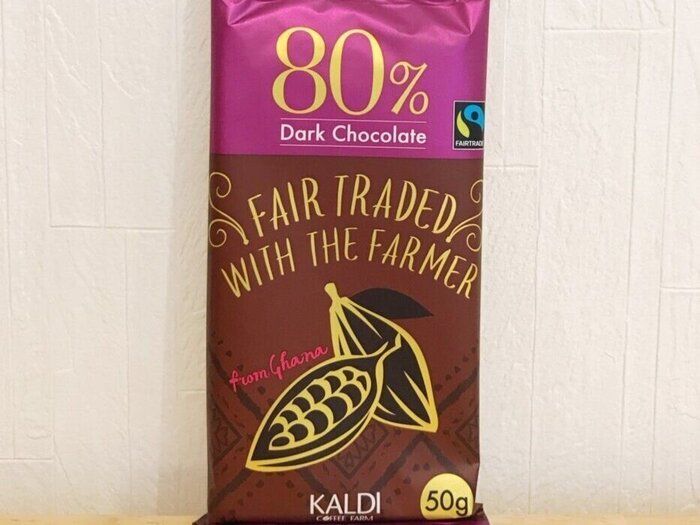 80%
Dark Chocolate
FAIRTRADE
FAIR TRADED
WITH THE FARMER
from Ghana
KALDI
COFFEE FARM
50g